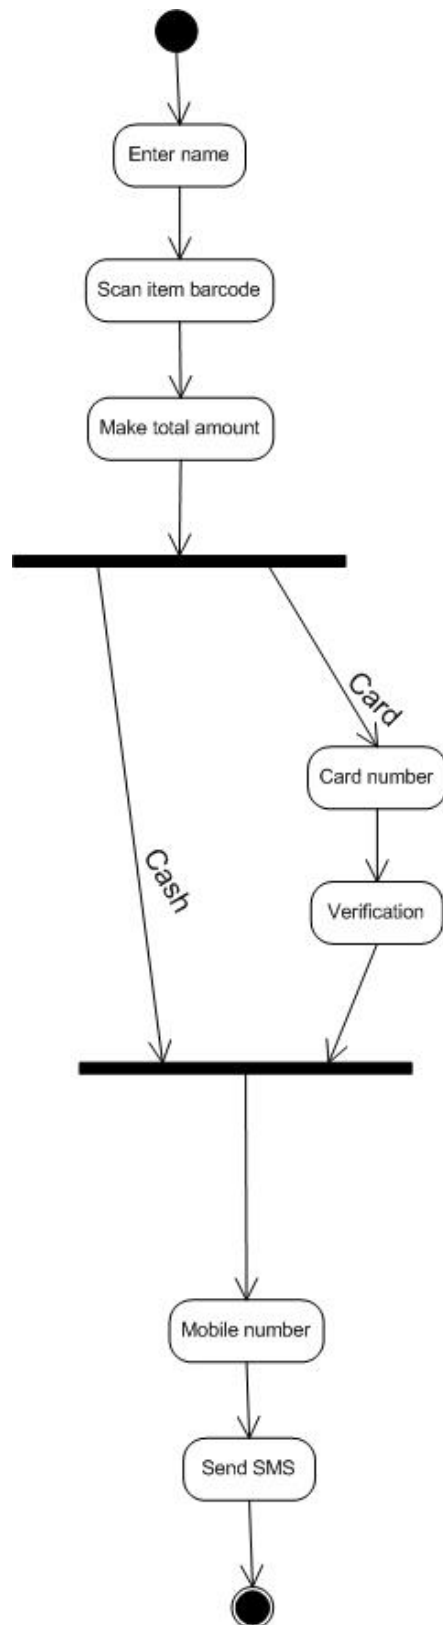 Enter name
Scan item barcode
Make total amount
Card
Card number
Cash
Verification
Mobile number
Send SMS